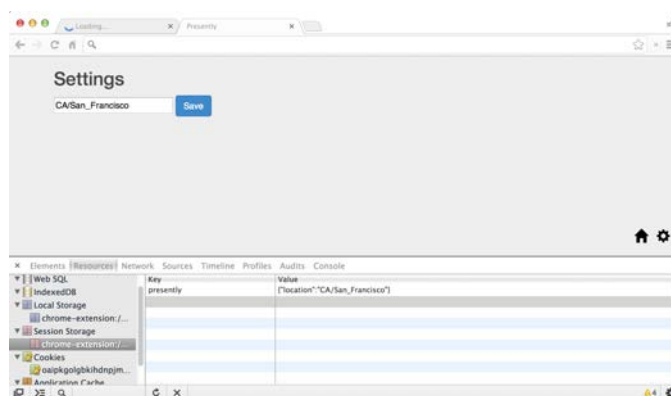 Loading...
Presently
Settings
CA/San_Francisco
Save
Elements Resources Network Sources Timeline Profiles Audits Console
Web SQL
Key
Value
IndexedDB
presently
{"location":"CA/San_Francisco"}
Local Storage
chrome-extension:/...
Session Storage
chrome-extension:/...
Cookies
oaipkgolgbkihdnpjm...
Application Cache
4